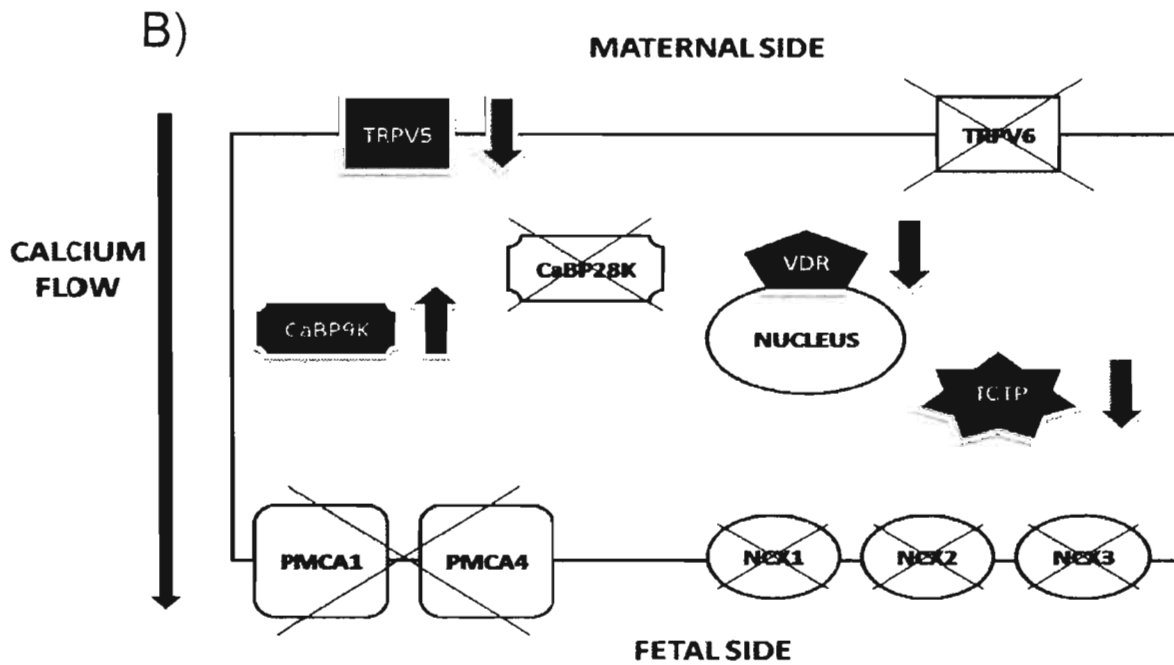 B)
MATERNAL SIDE
TRPV5
TRPV6
CALCIUM
FLOW
CaBP28K
VDR
CaBP9K
NUCLEUS
TCTP
PMCA1
PMCA4
NCX1
NCX2
NCX3
FETAL SIDE